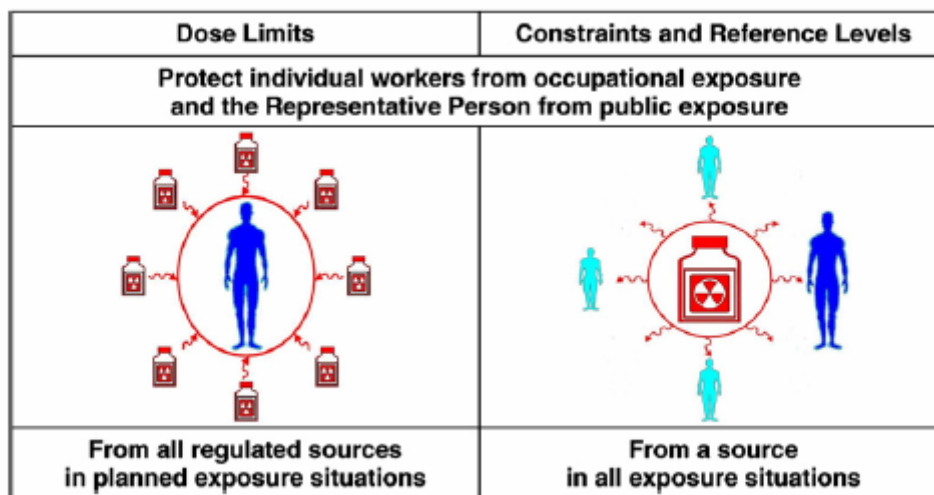 Dose Limits
Constraints and Reference Levels
Protect individual workers from occupational exposure
and the Representative Person from public exposure
From all regulated sources
in planned exposure situations
From a source
in all exposure situations